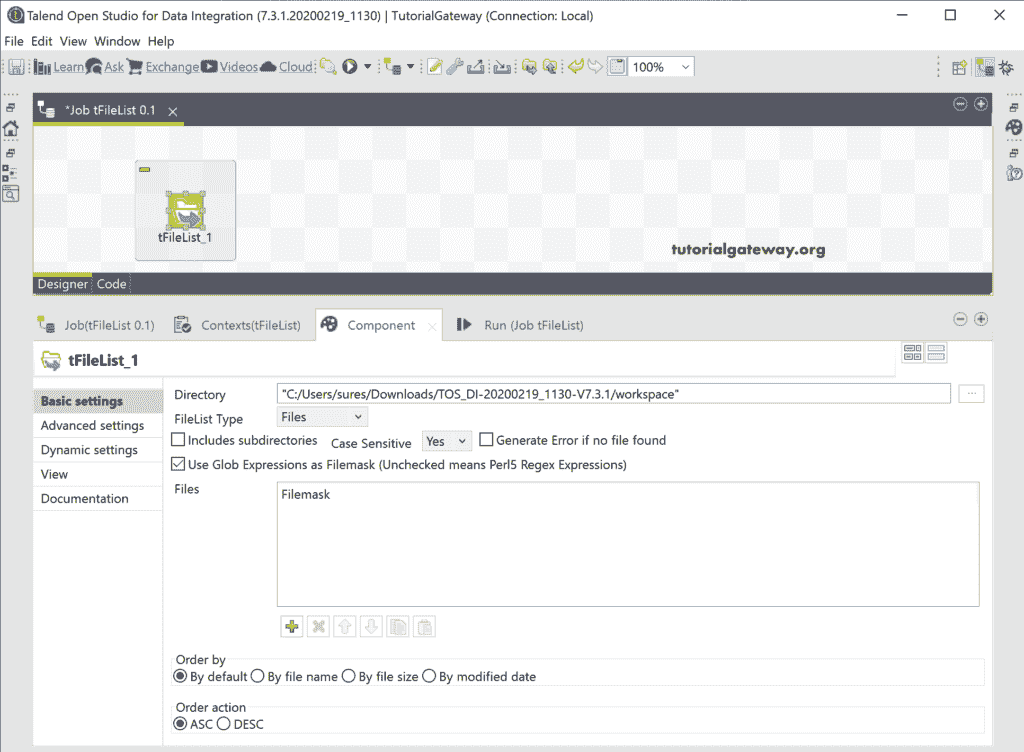 Talend Open Studio for Data Integration (7.3.1.20200219_1130) | TutorialGateway (Connection: Local)
File Edit View Window Help
Learn Ask Exchange Videos Cloud 100%
*Job tFileList 0.1
tFileList_1
tutorialgateway.org
Designer Code
Job(tFileList 0.1) Contexts(tFileList) Component Run (Job tFileList)
tFileList_1
Basic settings
Advanced settings
Dynamic settings
View
Documentation
Directory "C:/Users/sures/Downloads/TOS_DI-20200219_1130-V7.3.1/workspace" ...
FileList Type Files
Includes subdirectories Case Sensitive Yes Generate Error if no file found
Use Glob Expressions as Filemask (Unchecked means Perl5 Regex Expressions)
Files Filemask
Order by
By default By file name By file size By modified date
Order action
ASC DESC